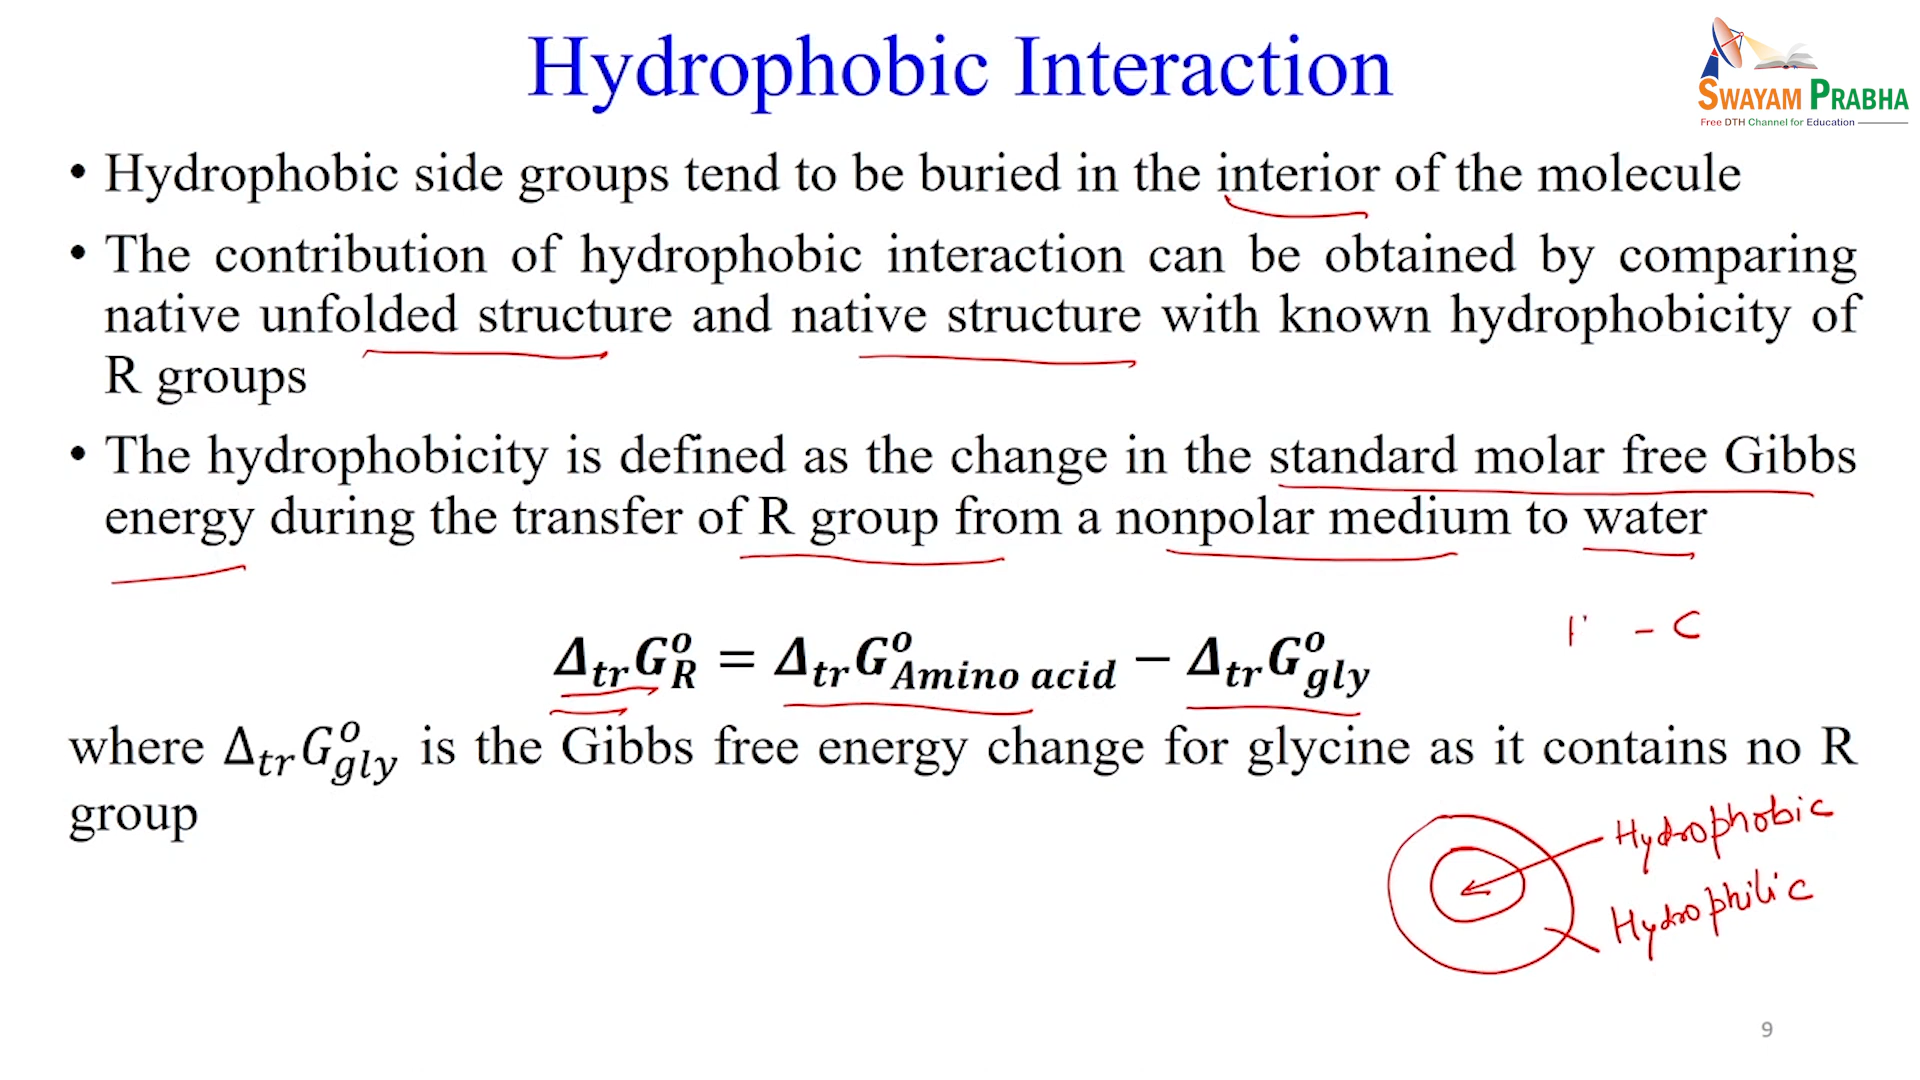 Hydrophobic Interaction
SWAYAM PRABHA
Free DTH Channel for Education
• Hydrophobic side groups tend to be buried in the interior of the molecule
• The contribution of hydrophobic interaction can be obtained by comparing
native unfolded structure and native structure with known hydrophobicity of
R groups
• The hydrophobicity is defined as the change in the standard molar free Gibbs
energy during the transfer of R group from a nonpolar medium to water
- C
Δ_tr G_R^o = Δ_tr G_Amino acid^o − Δ_tr G_gly^o
where Δ_tr G_gly^o is the Gibbs free energy change for glycine as it contains no R
group
Hydrophobic
Hydrophilic
9